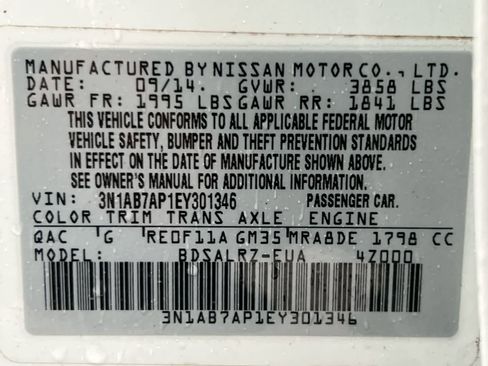 MANUFACTURED BY NISSAN MOTOR CO., LTD.
DATE: 09/14. GVWR: 3858 LBS
GAWR FR: 1995 LBS GAWR RR: 1841 LBS
THIS VEHICLE CONFORMS TO ALL APPLICABLE FEDERAL MOTOR
VEHICLE SAFETY, BUMPER AND THEFT PREVENTION STANDARDS
IN EFFECT ON THE DATE OF MANUFACTURE SHOWN ABOVE.
SEE OWNER'S MANUAL FOR ADDITIONAL INFORMATION.
VIN: 3N1AB7AP1EY301346 PASSENGER CAR.
COLOR TRIM TRANS AXLE ENGINE
QAC G RE0F11A GM35 MRA8DE 1798 CC
MODEL: BDSALRZ-EUA 4Z000
3N1AB7AP1EY301346